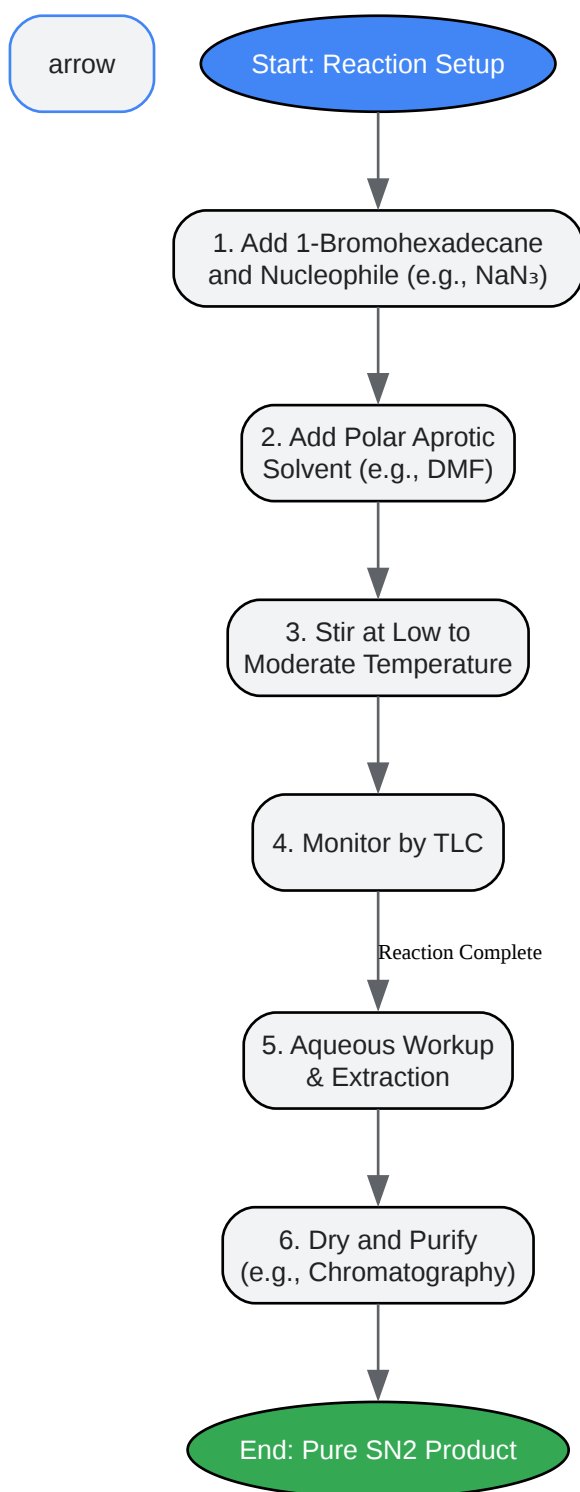 arrow
Start: Reaction Setup
1. Add 1-Bromohexadecane
and Nucleophile (e.g., NaN₃)
2. Add Polar Aprotic
Solvent (e.g., DMF)
3. Stir at Low to
Moderate Temperature
4. Monitor by TLC
Reaction Complete
5. Aqueous Workup
& Extraction
6. Dry and Purify
(e.g., Chromatography)
End: Pure SN2 Product